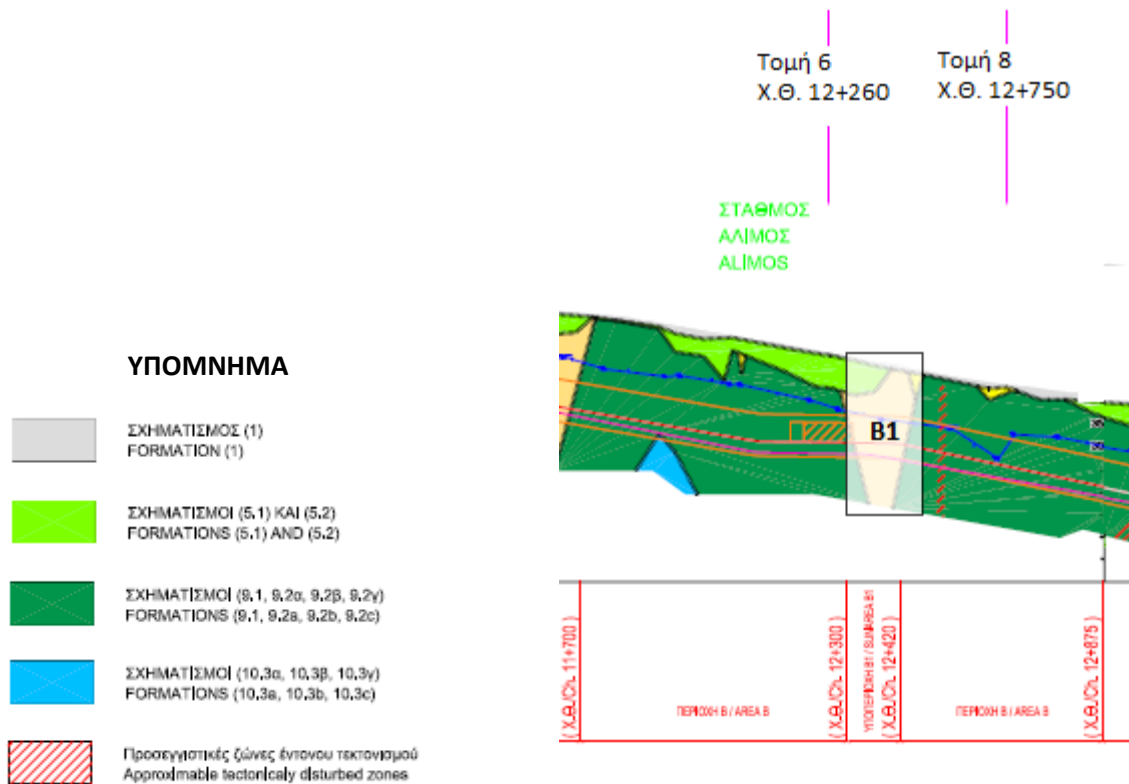 Τομή 6
Χ.Θ. 12+260
Τομή 8
Χ.Θ. 12+750
ΣΤΑΘΜΟΣ
ΑΛΙΜΟΣ
ALIMOS
ΥΠΟΜΝΗΜΑ
ΣΧΗΜΑΤΙΣΜΟΣ (1)
FORMATION (1)
ΣΧΗΜΑΤΙΣΜΟΙ (5.1) ΚΑΙ (5.2)
FORMATIONS (5.1) AND (5.2)
ΣΧΗΜΑΤΙΣΜΟΙ (9.1, 9.2α, 9.2β, 9.2γ)
FORMATIONS (9.1, 9.2a, 9.2b, 9.2c)
ΣΧΗΜΑΤΙΣΜΟΙ (10.3α, 10.3β, 10.3γ)
FORMATIONS (10.3a, 10.3b, 10.3c)
Προσεγγιστικές ζώνες έντονου τεκτονισμού
Approximable tectonicaly disturbed zones
B1
( Χ.Θ./Ch. 11+700 )
ΠΕΡΙΟΧΗ Β / AREA B
( Χ.Θ./Ch. 12+300 )
ΥΠΟΠΕΡΙΟΧΗ Β1 / SUBAREA B1
( Χ.Θ./Ch. 12+420 )
ΠΕΡΙΟΧΗ Β / AREA B
( Χ.Θ./Ch. 12+875 )